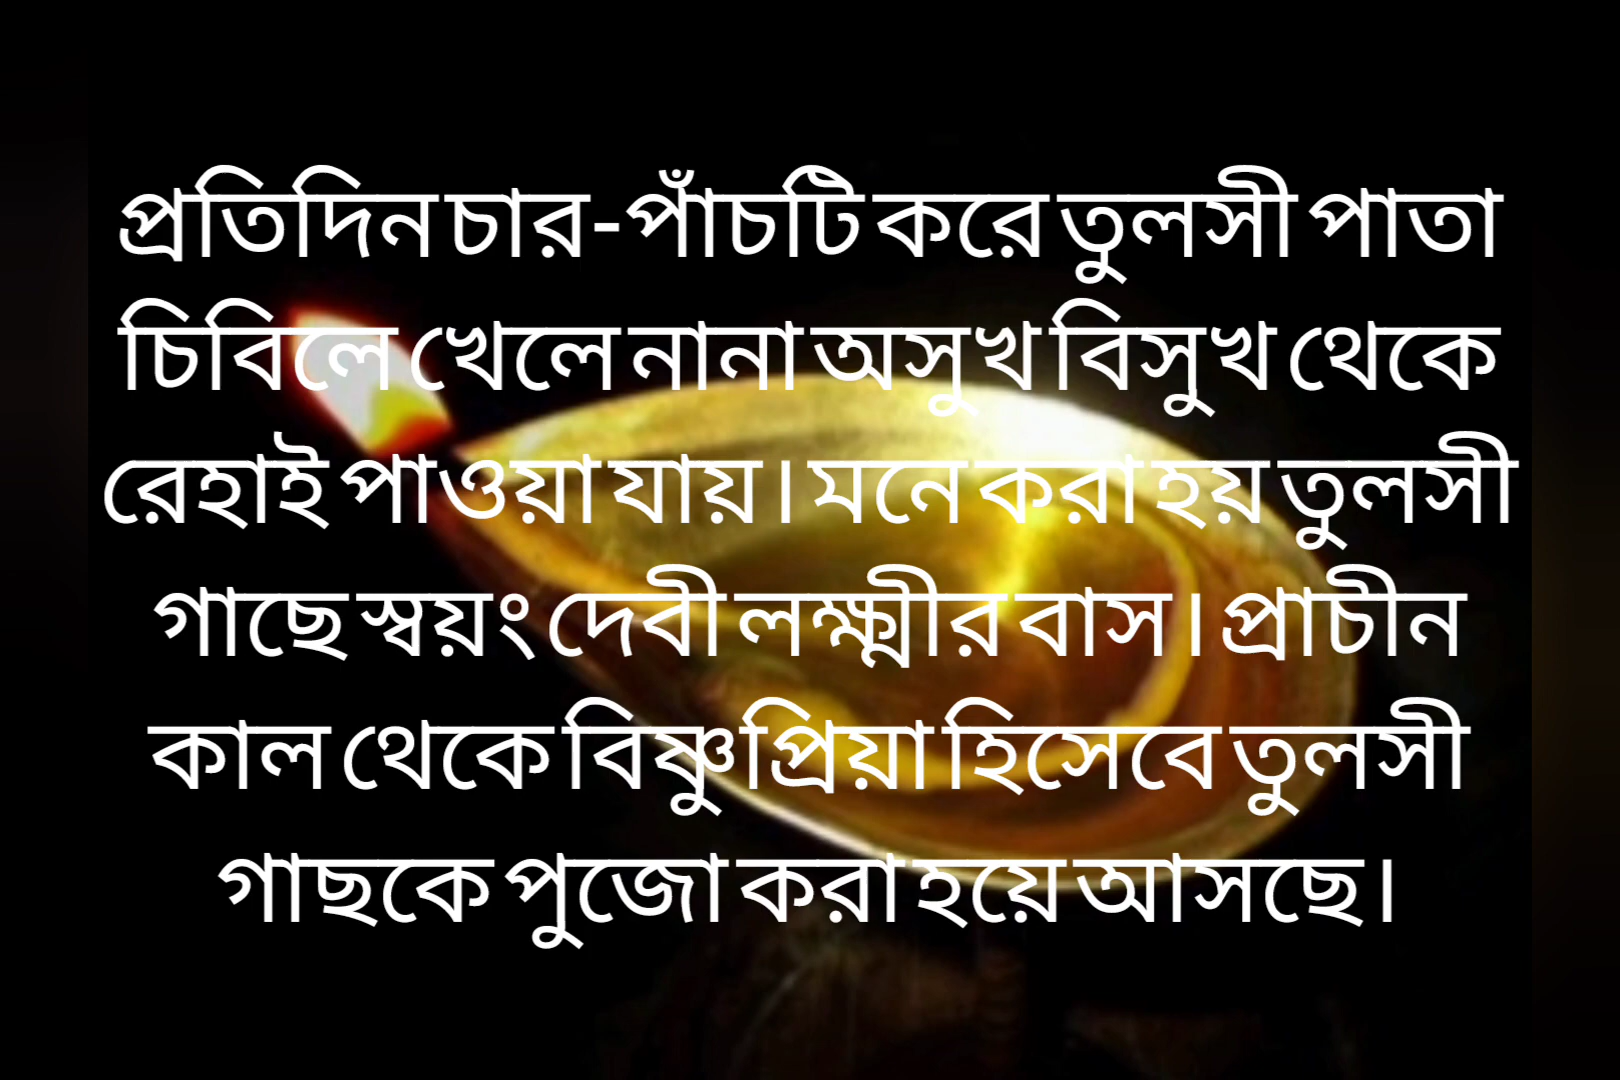 প্রতিদিন চার-পাঁচটি করে তুলসী পাতা
চিবিলে খেলে নানা অসুখ বিসুখ থেকে
রেহাই পাওয়া যায়। মনে করা হয় তুলসী
গাছে স্বয়ং দেবী লক্ষ্মীর বাস। প্রাচীন
কাল থেকে বিষ্ণুপ্রিয়া হিসেবে তুলসী
গাছকে পুজো করা হয়ে আসছে।